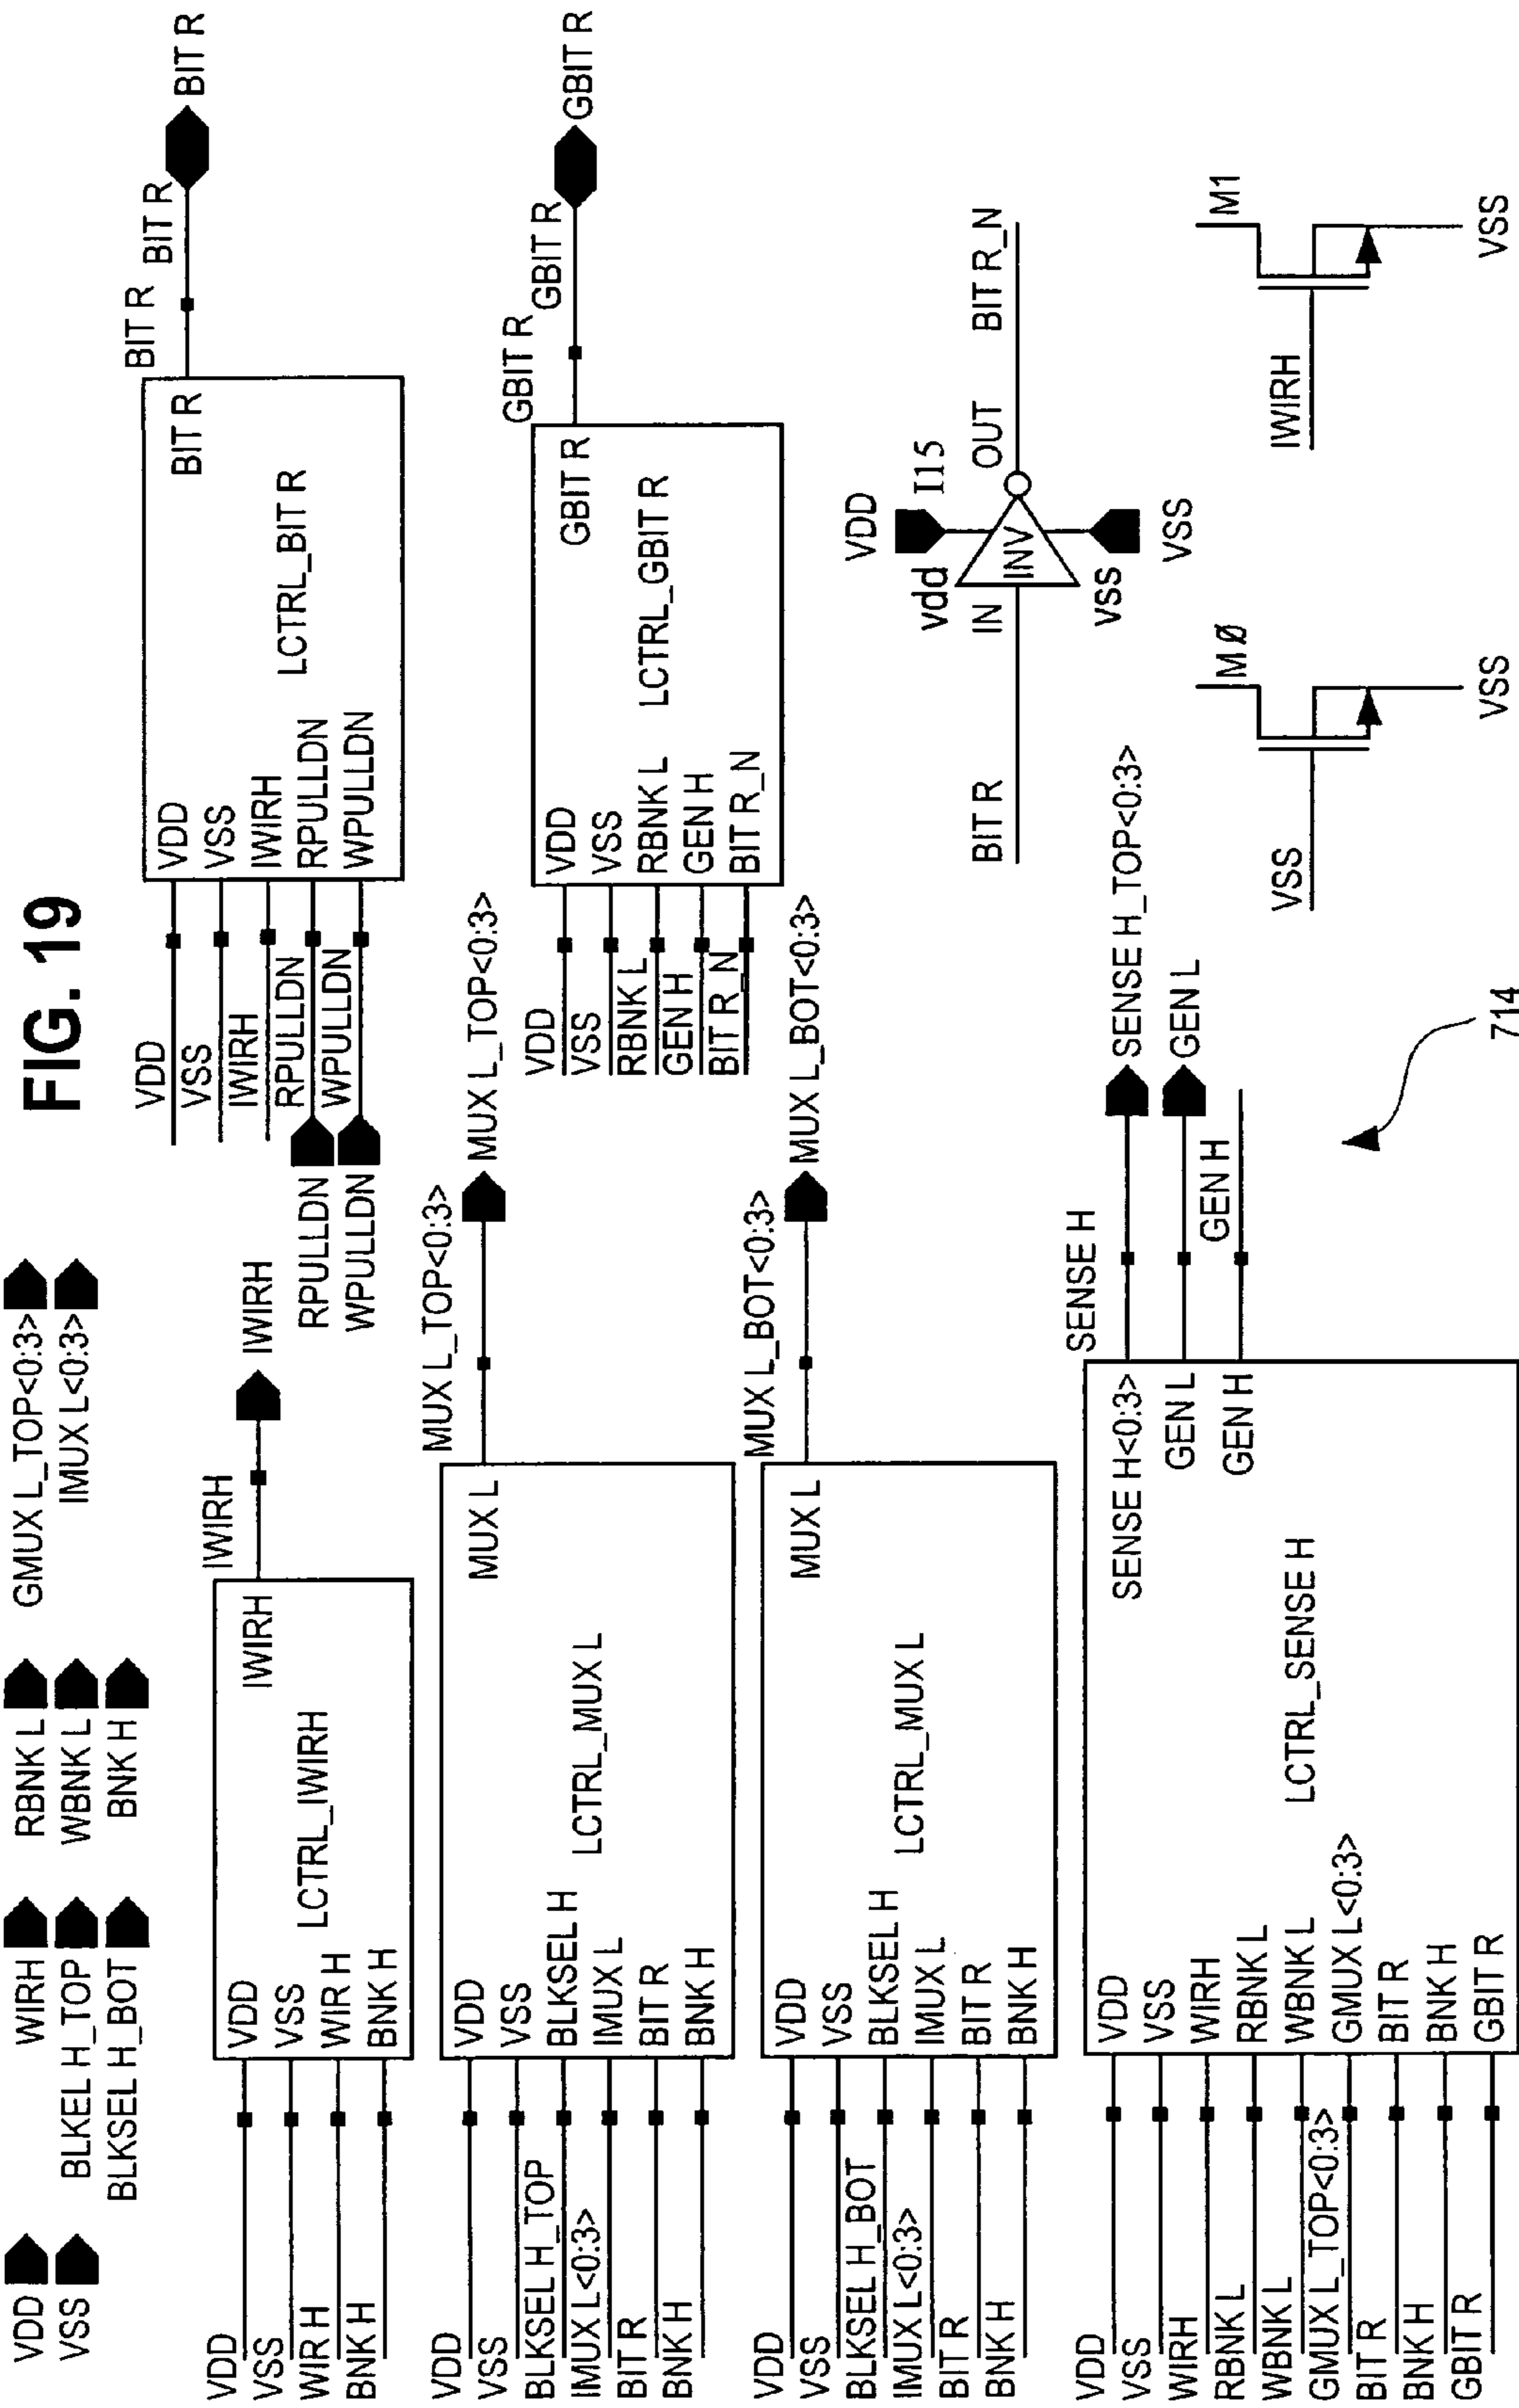 FIG. 19
VDD
VSS
WIRH
BLKEL H_TOP
BLKSEL H_BOT
RBNK L
WBNK L
BNK H
GMUX L_TOP<0:3>
IMUX L<0:3>
VDD
VSS
WIR H
BNK H
VDD
VSS
WIR H
BNK H
LCTRL_IWIRH
IWIRH
IWIRH
IWIRH
VDD
VSS
IWIRH
RPULLDN
WPULLDN
RPULLDN
WPULLDN
VDD
VSS
IWIRH
RPULLDN
WPULLDN
LCTRL_BIT R
BIT R
BIT R
BIT R
BIT R
VDD
VSS
BLKSEL H_TOP
IMUX L<0:3>
BIT R
BNK H
VDD
VSS
BLKSEL H
IMUX L
BIT R
BNK H
LCTRL_MUX L
MUX L
MUX L_TOP<0:3>
MUX L_TOP<0:3>
VDD
VSS
RBNK L
GEN H
BIT R_N
VDD
VSS
RBNK L
GEN H
BIT R_N
LCTRL_GBIT R
GBIT R
GBIT R
GBIT R
GBIT R
VDD
VSS
BLKSEL H_BOT
IMUX L<0:3>
BIT R
BNK H
VDD
VSS
BLKSEL H
IMUX L
BIT R
BNK H
LCTRL_MUX L
MUX L
MUX L_BOT<0:3>
MUX L_BOT<0:3>
BIT R
IN
INV
vdd
VDD
I15
OUT
BIT R_N
vss
VSS
VDD
VSS
WIRH
RBNK L
WBNK L
GMUX L_TOP<0:3>
BIT R
BNK H
GBIT R
VDD
VSS
WIRH
RBNK L
WBNK L
GMUX L<0:3>
BIT R
BNK H
GBIT R
LCTRL_SENSE H
SENSE H<0:3>
GEN L
GEN H
SENSE H
GEN H
SENSE H_TOP<0:3>
GEN L
VSS
MØ
VSS
IWIRH
M1
VSS
714